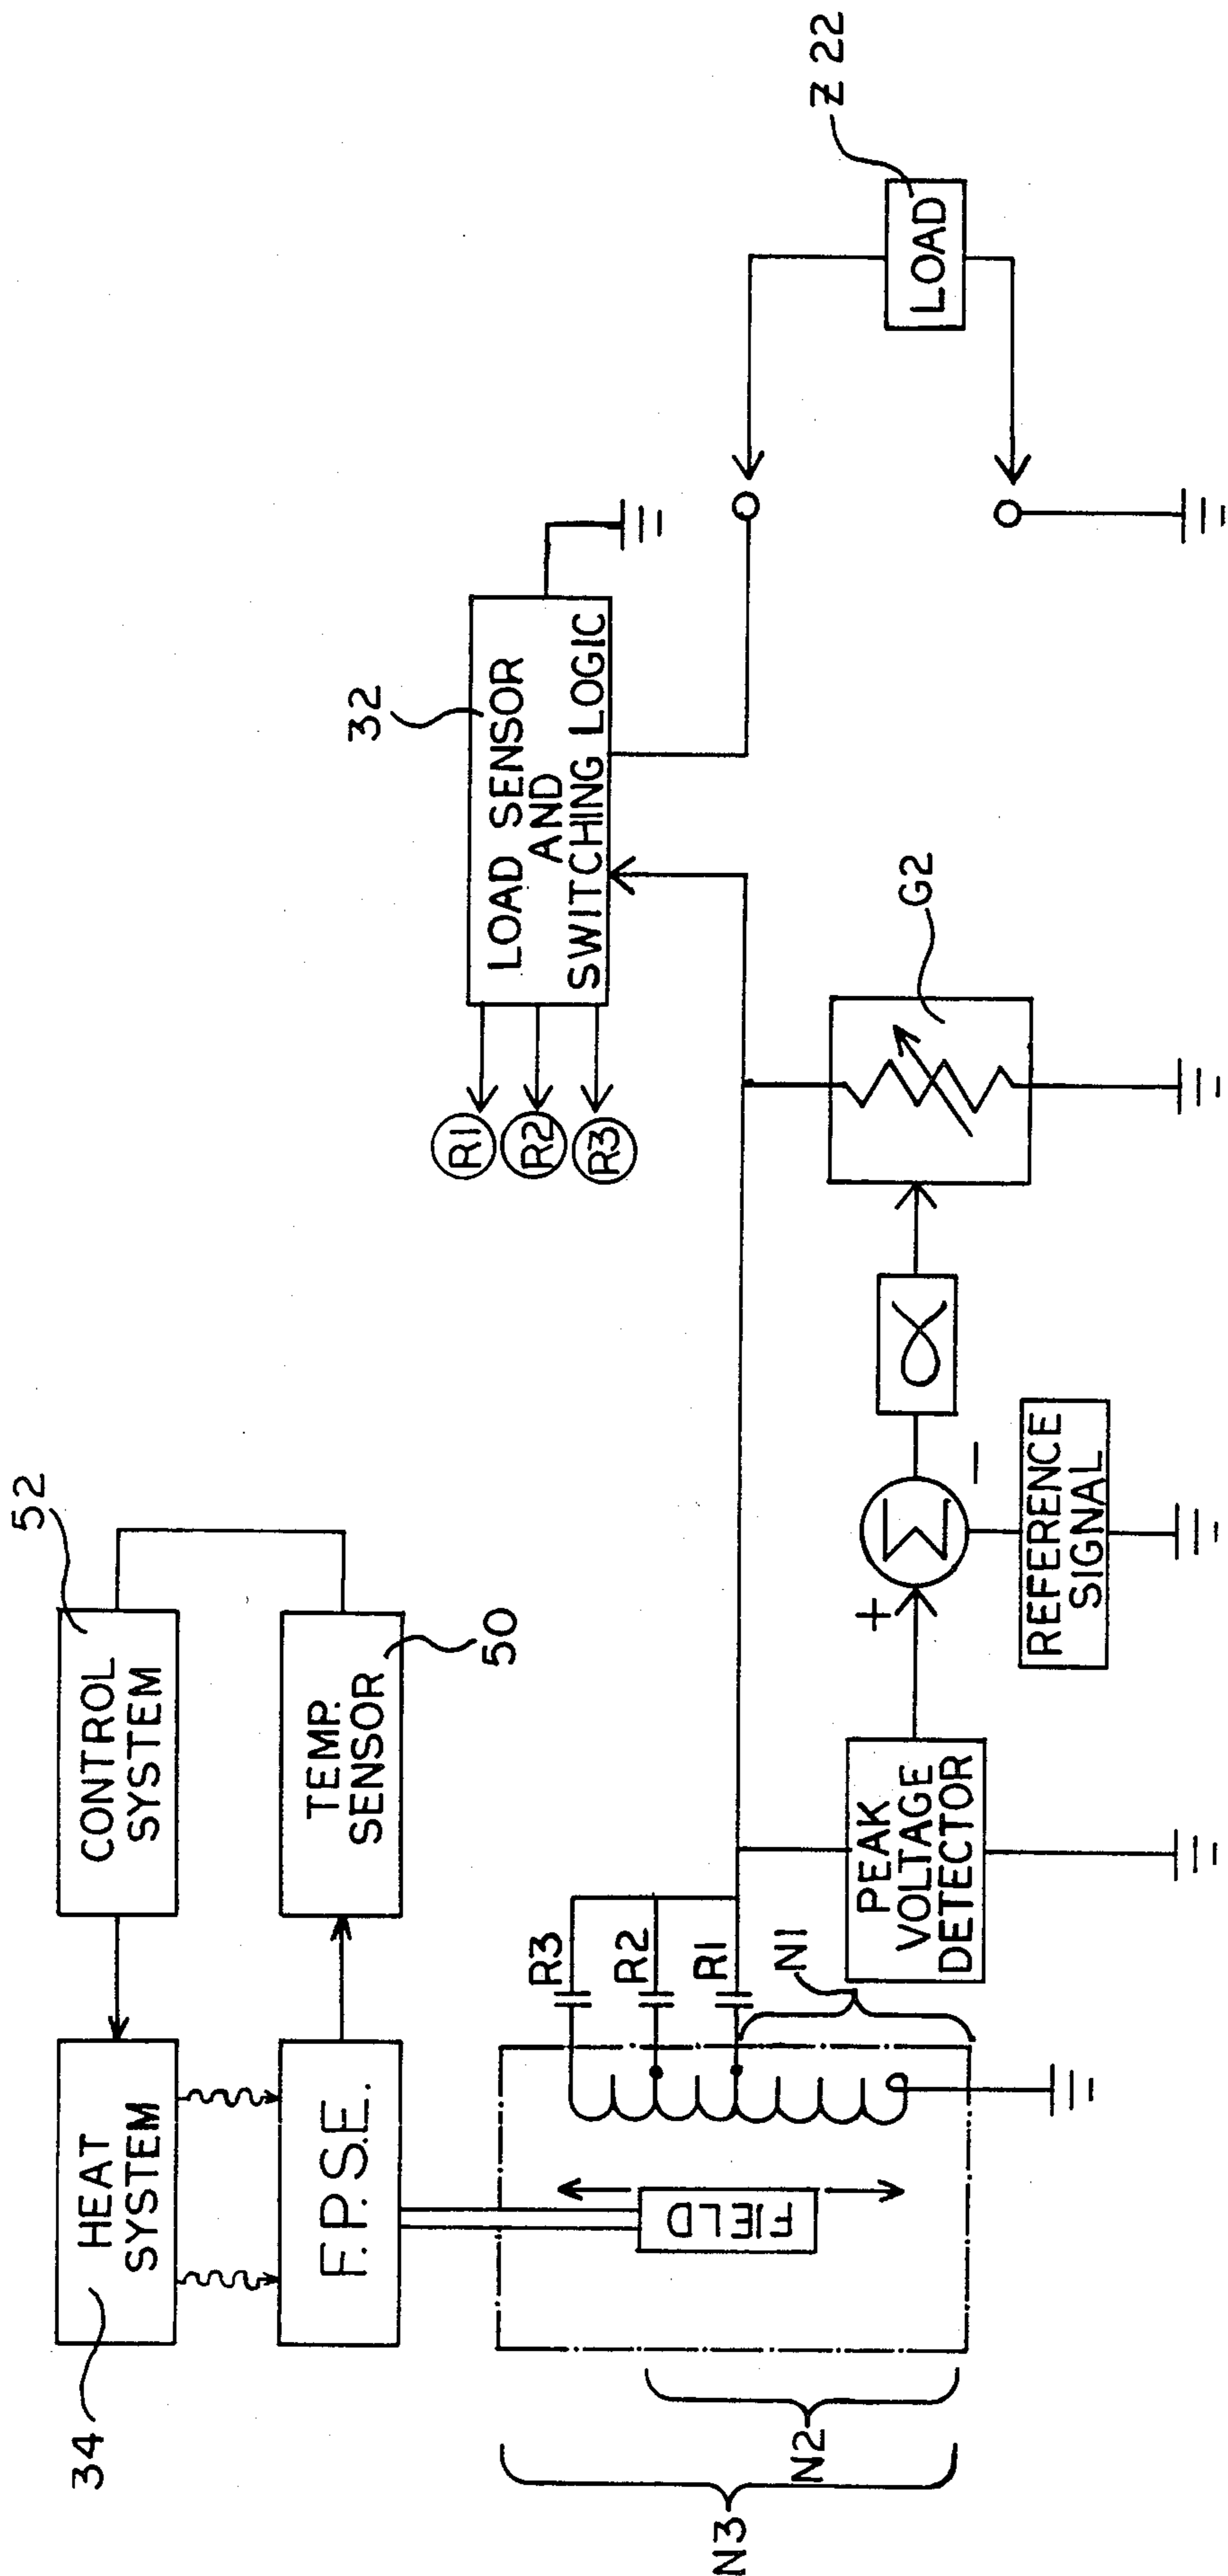 34
HEAT
SYSTEM
CONTROL
SYSTEM
52
F.P.S.E.
TEMP.
SENSOR
50
32
LOAD SENSOR
AND
SWITCHING LOGIC
R1
R2
R3
R3
R2
R1
N1
FIELD
N2
N3
PEAK
VOLTAGE
DETECTOR
+
Σ
−
REFERENCE
SIGNAL
α
G2
LOAD
Z 22